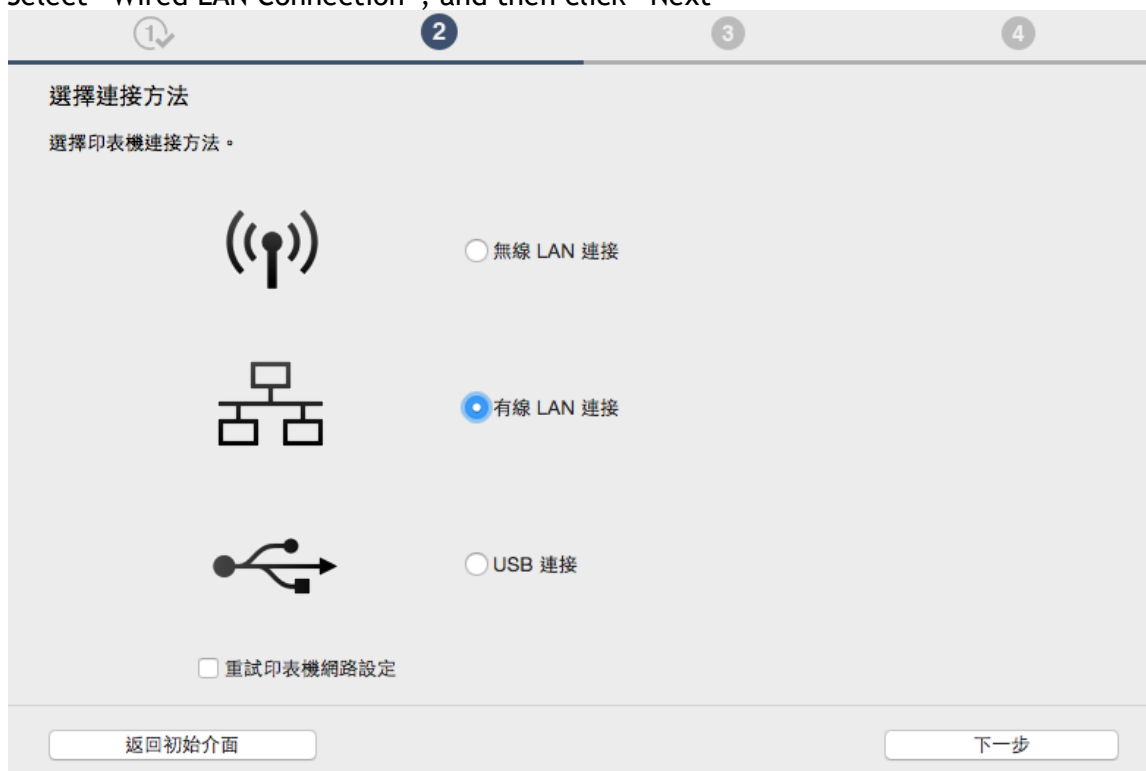 Select "Wired LAN Connection", and then click "Next"
1 2 3 4
選擇連接方法
選擇印表機連接方法。
無線 LAN 連接
有線 LAN 連接
USB 連接
重試印表機網路設定
返回初始介面 下一步